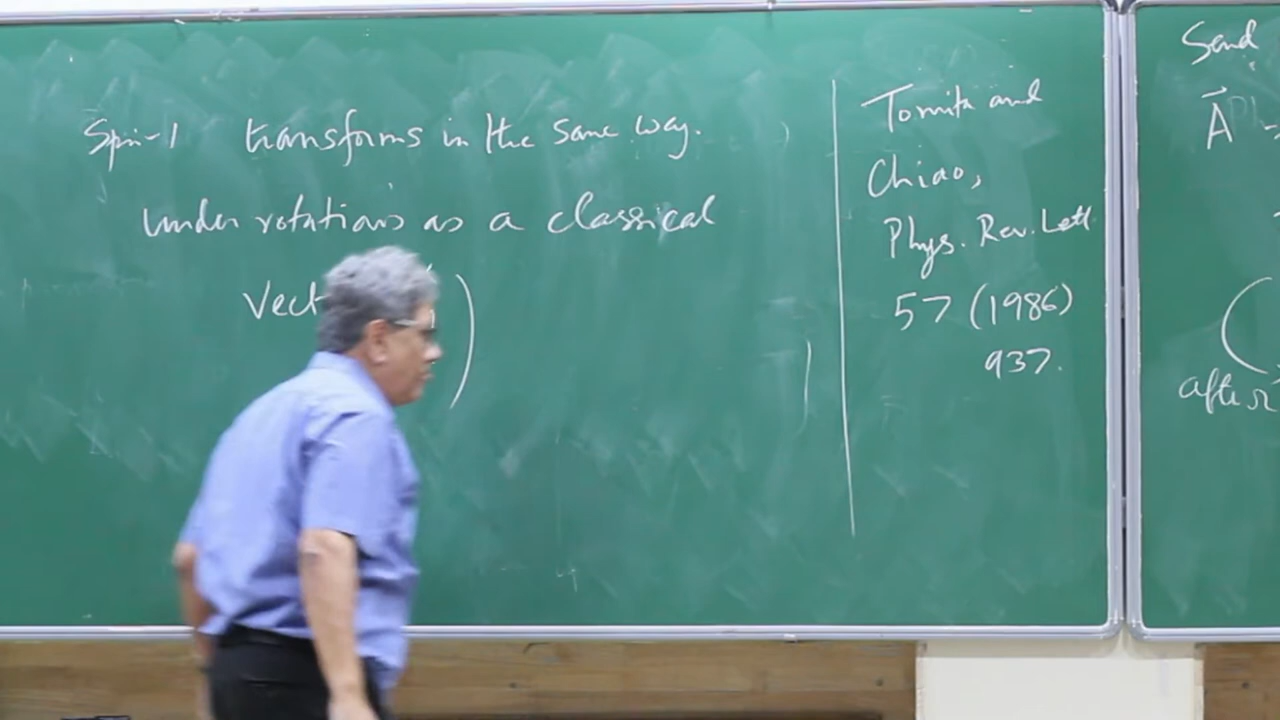 Spin-1 transforms in the same way.
under rotations as a classical
Vect
)
Tomita and
Chiao,
Phys. Rev. Lett
57 (1986)
937.
Send
A⃗
(
after